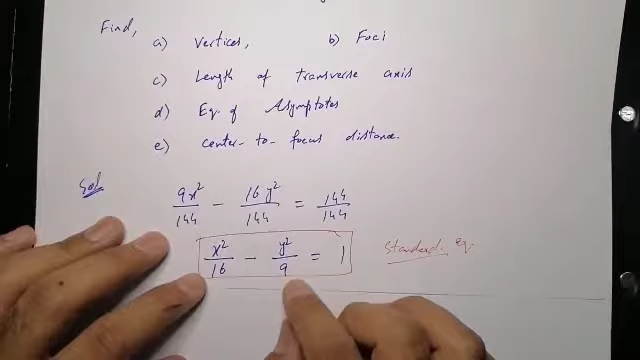 Find,
a) Vertices, b) Foci
c) Length of transverse axis
d) Eq. of Asymptotes
e) center-to-focus distance.
Sol
9x²/144 - 16y²/144 = 144/144
x²/16 - y²/9 = 1 Standard. eq.